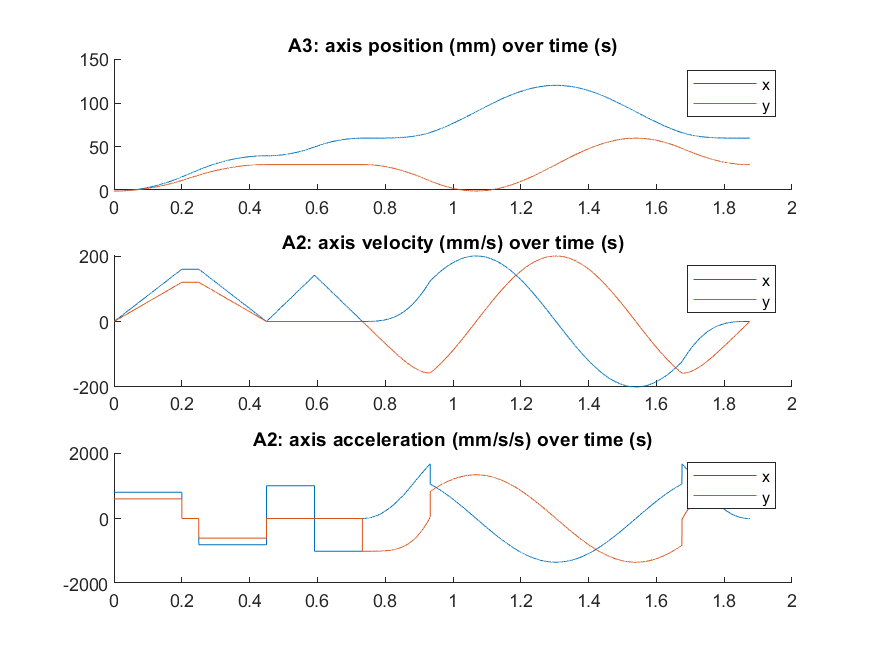 A3: axis position (mm) over time (s)
150
100
50
0
x
y
0 0.2 0.4 0.6 0.8 1 1.2 1.4 1.6 1.8 2
A2: axis velocity (mm/s) over time (s)
200
0
-200
x
y
0 0.2 0.4 0.6 0.8 1 1.2 1.4 1.6 1.8 2
A2: axis acceleration (mm/s/s) over time (s)
2000
0
-2000
x
y
0 0.2 0.4 0.6 0.8 1 1.2 1.4 1.6 1.8 2